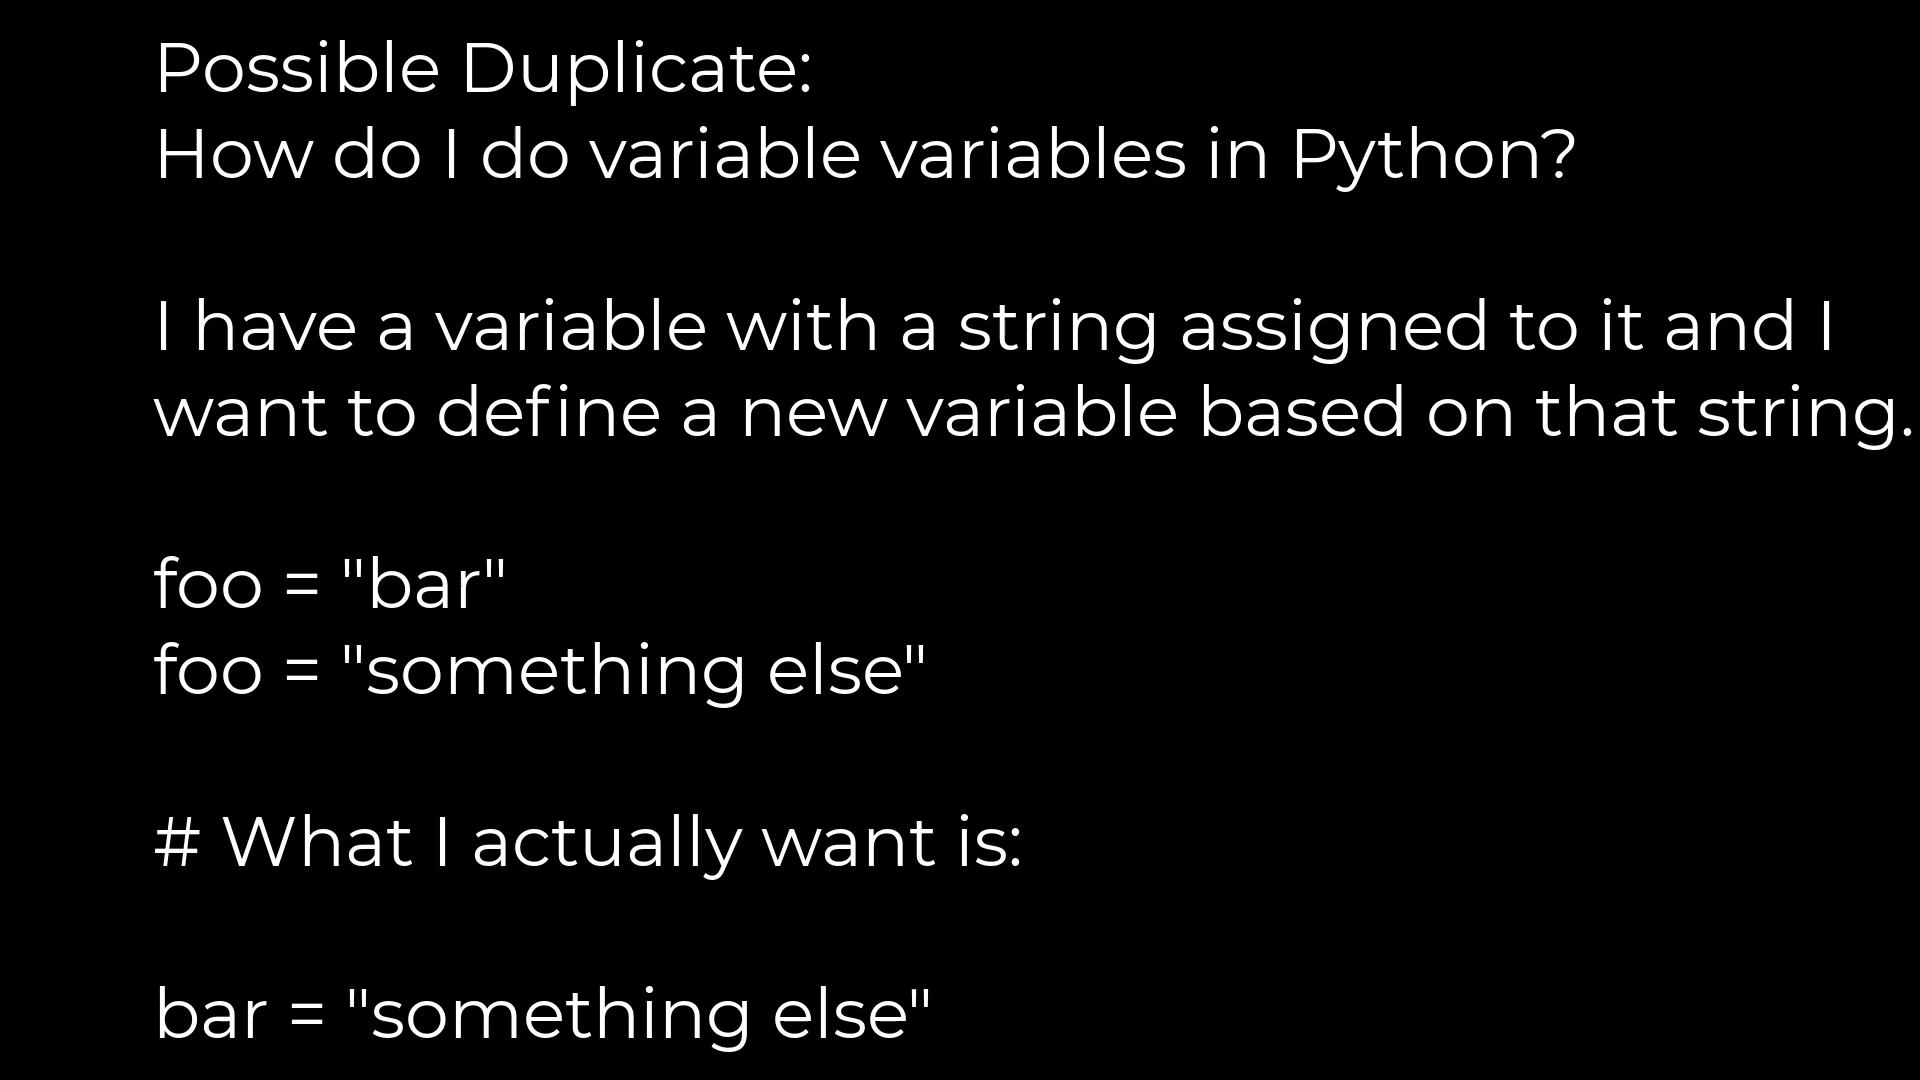 Possible Duplicate:
How do I do variable variables in Python?
I have a variable with a string assigned to it and I
want to define a new variable based on that string.
foo = "bar"
foo = "something else"
# What I actually want is:
bar = "something else"